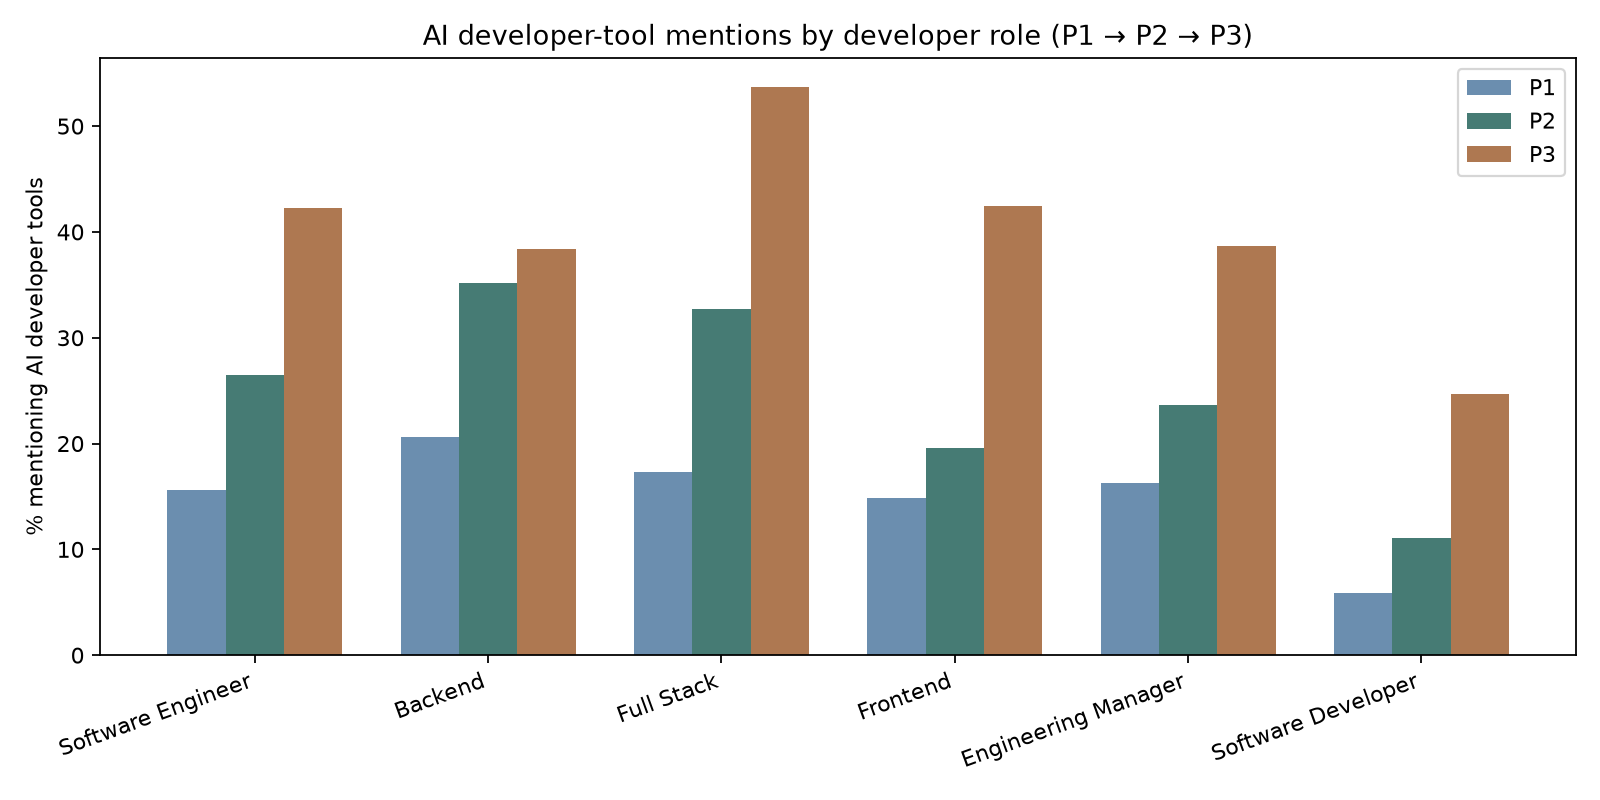 AI developer-tool mentions by developer role (P1 → P2 → P3)
% mentioning AI developer tools
50
40
30
20
10
0
P1
P2
P3
Software Engineer
Backend
Full Stack
Frontend
Engineering Manager
Software Developer